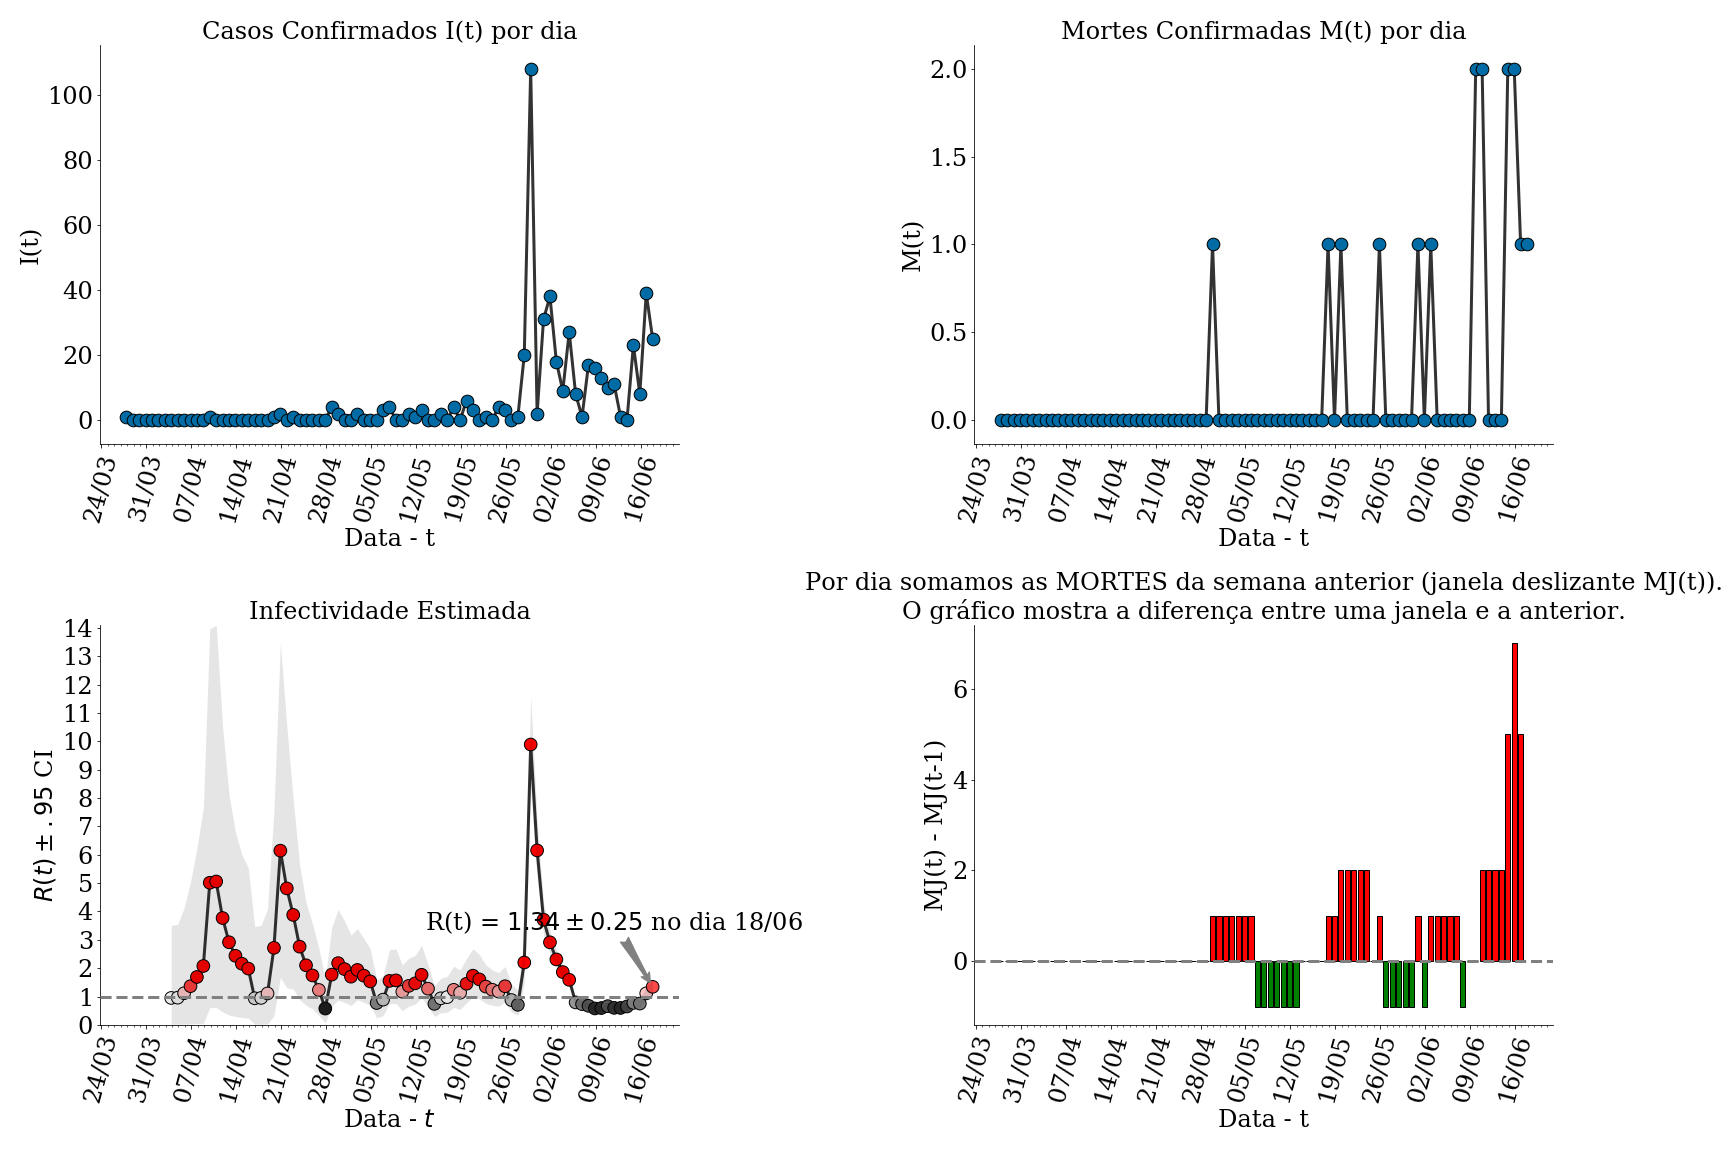 Casos Confirmados I(t) por dia
I(t)
100
80
60
40
20
0
24/03 31/03 07/04 14/04 21/04 28/04 05/05 12/05 19/05 26/05 02/06 09/06 16/06
Data - t
Mortes Confirmadas M(t) por dia
M(t)
2.0
1.5
1.0
0.5
0.0
24/03 31/03 07/04 14/04 21/04 28/04 05/05 12/05 19/05 26/05 02/06 09/06 16/06
Data - t
Infectividade Estimada
R(t) ± .95 CI
14
13
12
11
10
9
8
7
6
5
4
3
2
1
0
R(t) = 1.34 ± 0.25 no dia 18/06
24/03 31/03 07/04 14/04 21/04 28/04 05/05 12/05 19/05 26/05 02/06 09/06 16/06
Data - t
Por dia somamos as MORTES da semana anterior (janela deslizante MJ(t)).
O gráfico mostra a diferença entre uma janela e a anterior.
MJ(t) - MJ(t-1)
6
4
2
0
24/03 31/03 07/04 14/04 21/04 28/04 05/05 12/05 19/05 26/05 02/06 09/06 16/06
Data - t